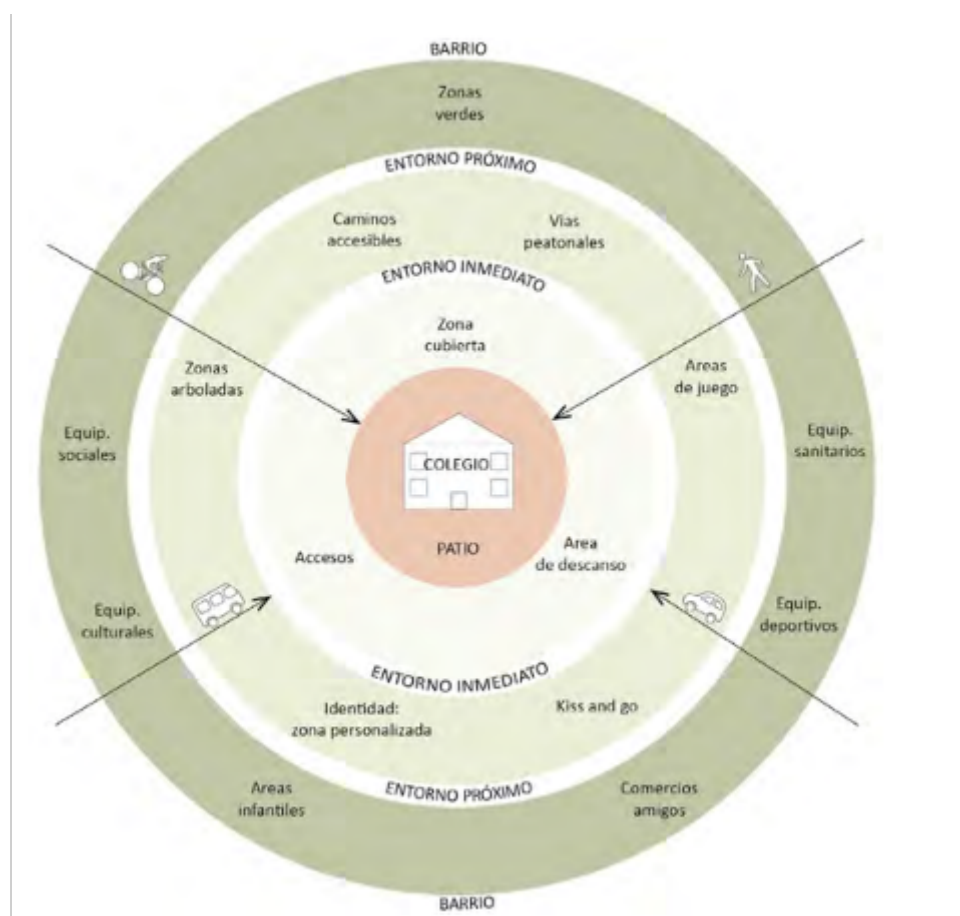 BARRIO
Zonas
verdes
ENTORNO PRÓXIMO
Caminos
accesibles
Vias
peatonales
ENTORNO INMEDIATO
Zona
cubierta
Zonas
arboladas
Areas
de juego
Equip.
sociales
Equip.
sanitarios
COLEGIO
PATIO
Accesos
Area
de descanso
Equip.
culturales
Equip.
deportivos
ENTORNO INMEDIATO
Identidad:
zona personalizada
Kiss and go
ENTORNO PRÓXIMO
Areas
infantiles
Comercios
amigos
BARRIO